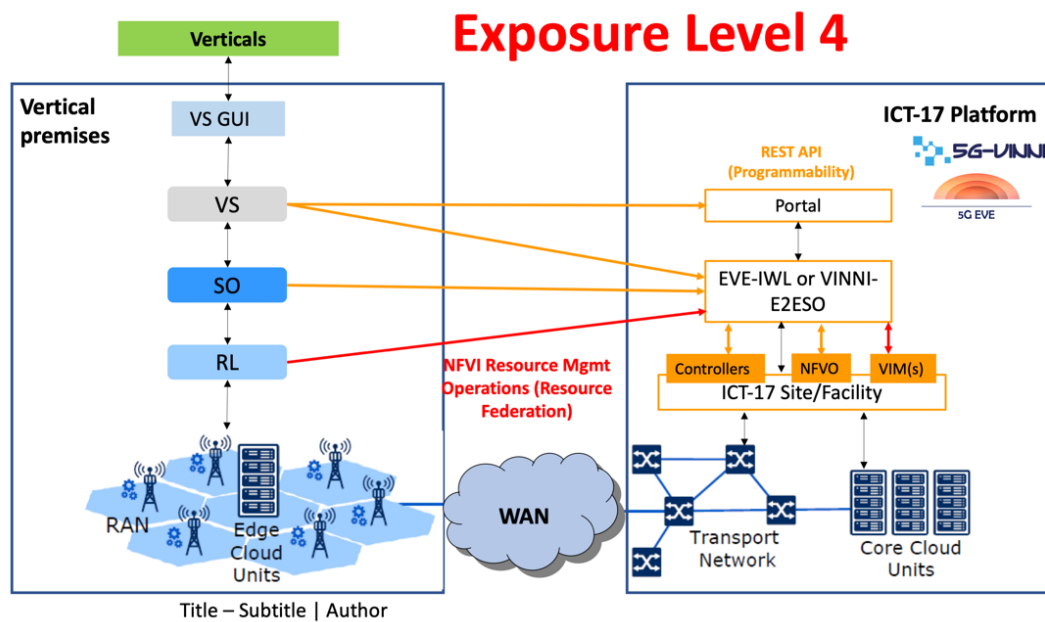 Exposure Level 4
Verticals
Vertical
premises
VS GUI
VS
SO
RL
RAN
Edge
Cloud
Units
NFVI Resource Mgmt
Operations (Resource
Federation)
WAN
ICT-17 Platform
5G-VINNI
5G EVE
REST API
(Programmability)
Portal
EVE-IWL or VINNI-
E2ESO
Controllers
NFVO
VIM(s)
ICT-17 Site/Facility
Transport
Network
Core Cloud
Units
Title – Subtitle | Author